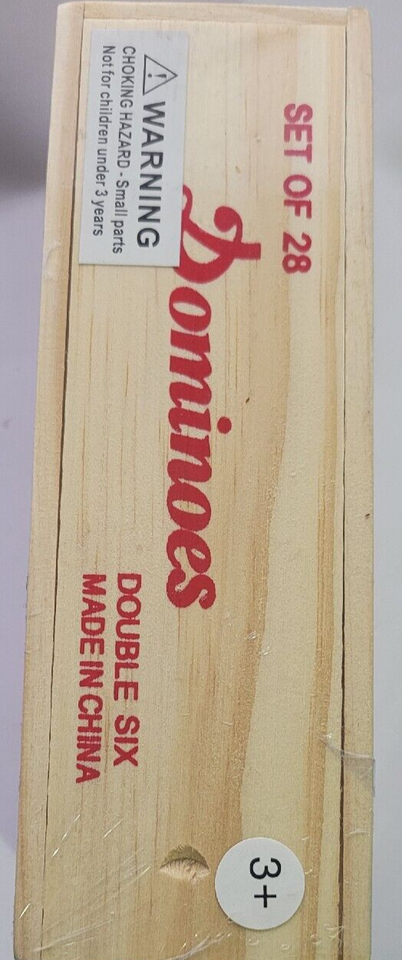 SET OF 28
Dominoes
WARNING
CHOKING HAZARD - Small parts
Not for children under 3 years
DOUBLE SIX
MADE IN CHINA
3+